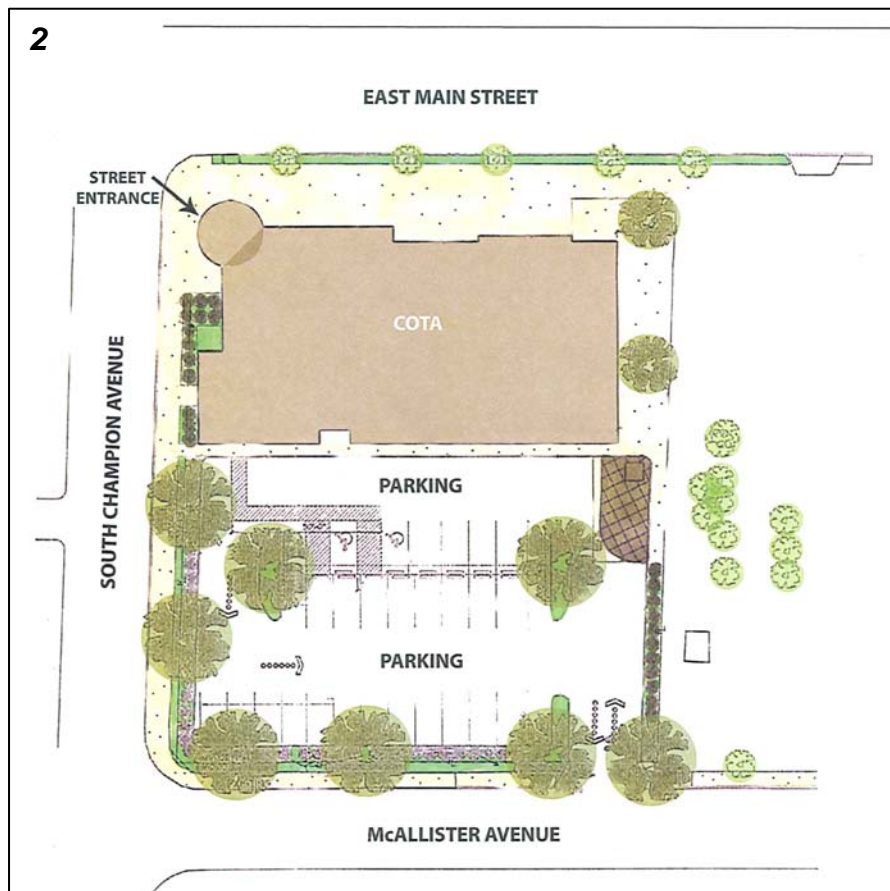 2
EAST MAIN STREET
STREET
ENTRANCE
COTA
SOUTH CHAMPION AVENUE
PARKING
PARKING
McALLISTER AVENUE